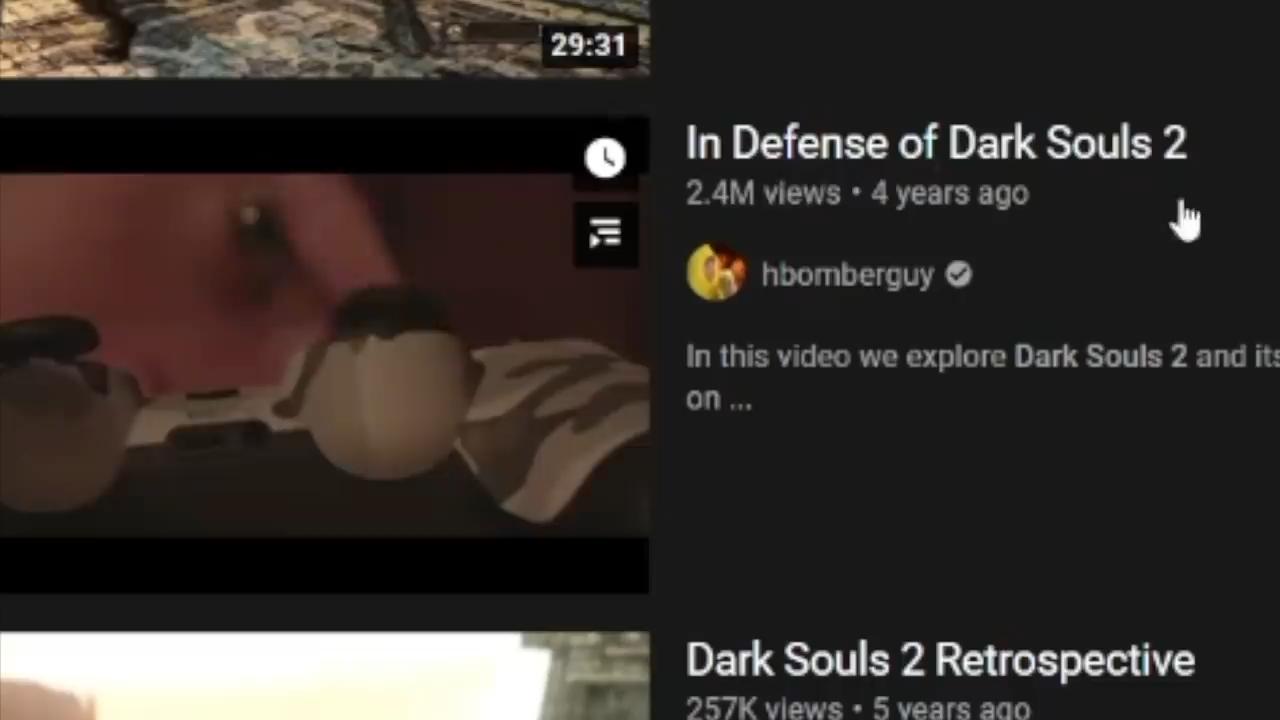 29:31
In Defense of Dark Souls 2
2.4M views • 4 years ago
hbomberguy
In this video we explore Dark Souls 2 and its
on ...
Dark Souls 2 Retrospective
257K views • 5 years ago